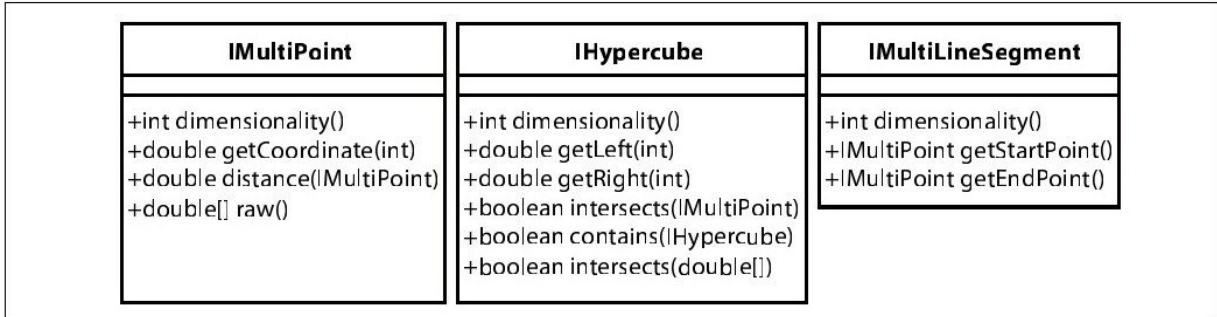 IMultiPoint
+int dimensionality()
+double getCoordinate(int)
+double distance(IMultiPoint)
+double[] raw()
IHypercube
+int dimensionality()
+double getLeft(int)
+double getRight(int)
+boolean intersects(IMultiPoint)
+boolean contains(IHypercube)
+boolean intersects(double[])
IMultiLineSegment
+int dimensionality()
+IMultiPoint getStartPoint()
+IMultiPoint getEndPoint()